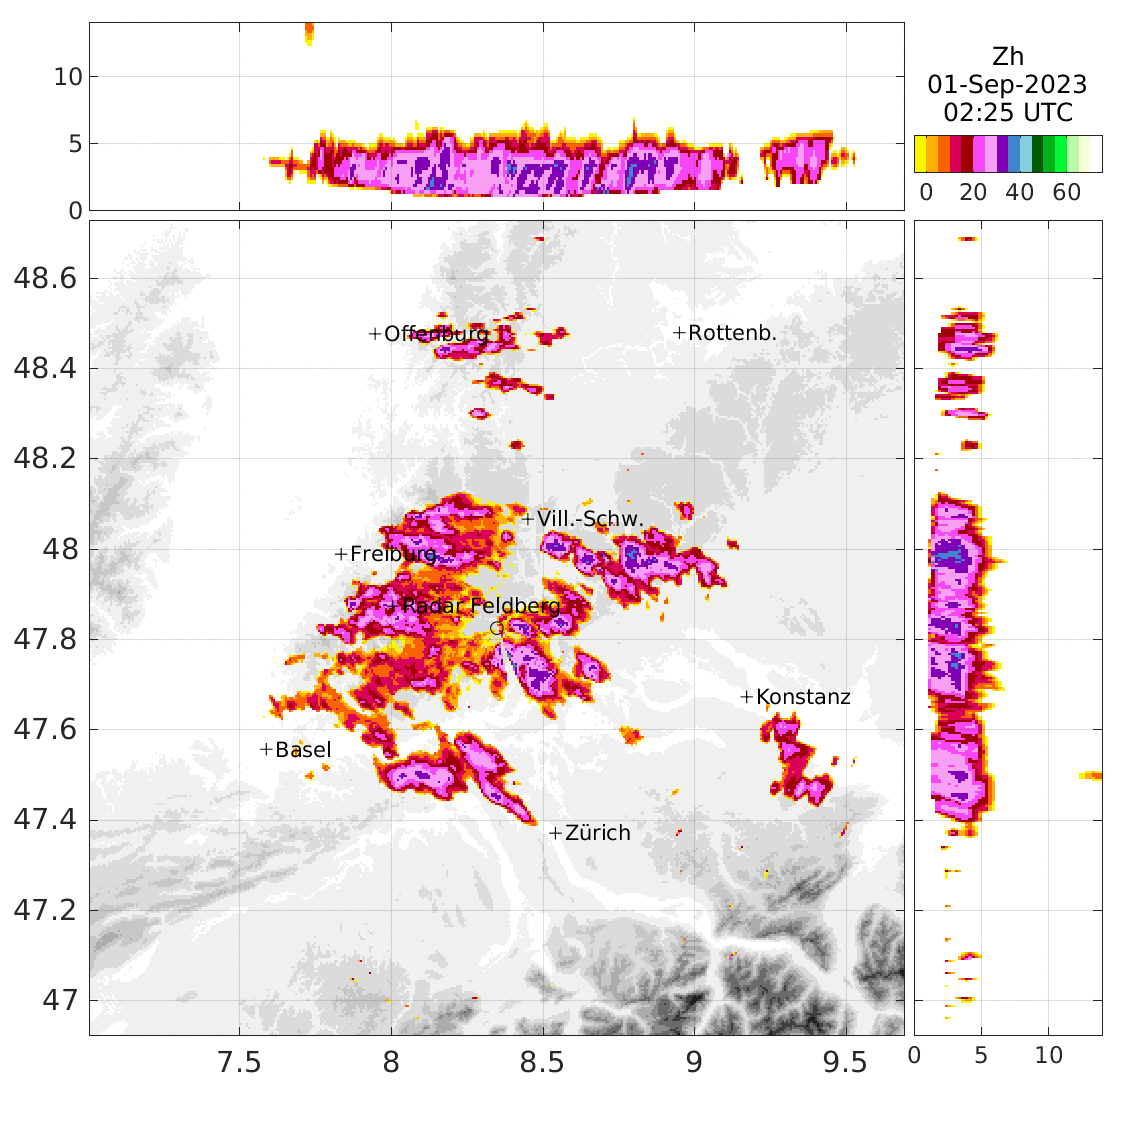 10
5
0
Zh
01-Sep-2023
02:25 UTC
0 20 40 60
48.6
48.4
48.2
48
47.8
47.6
47.4
47.2
47
Offenburg
Rottenb.
Vill.-Schw.
Freiburg
Radar Feldberg
Konstanz
Basel
Zürich
7.5 8 8.5 9 9.5
0 5 10